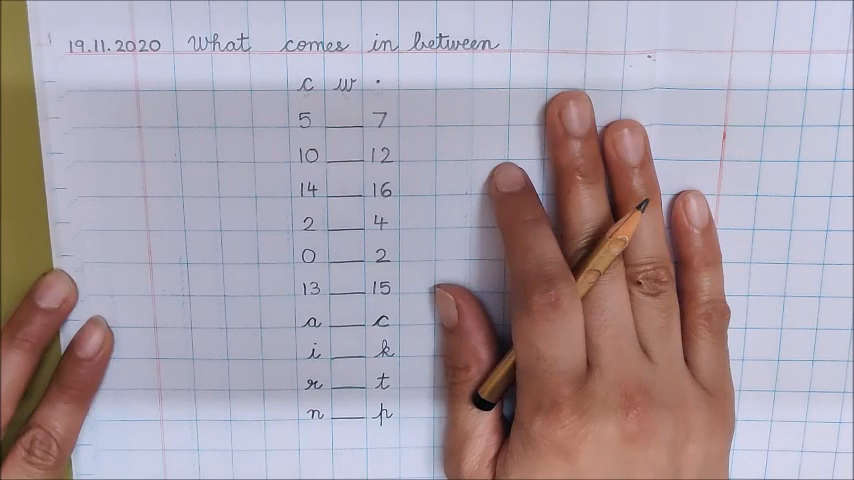 19.11.2020 What comes in between
c w .
5 ___ 7
10 ___ 12
14 ___ 16
2 ___ 4
0 ___ 2
13 ___ 15
a ___ c
i ___ k
r ___ t
n ___ p